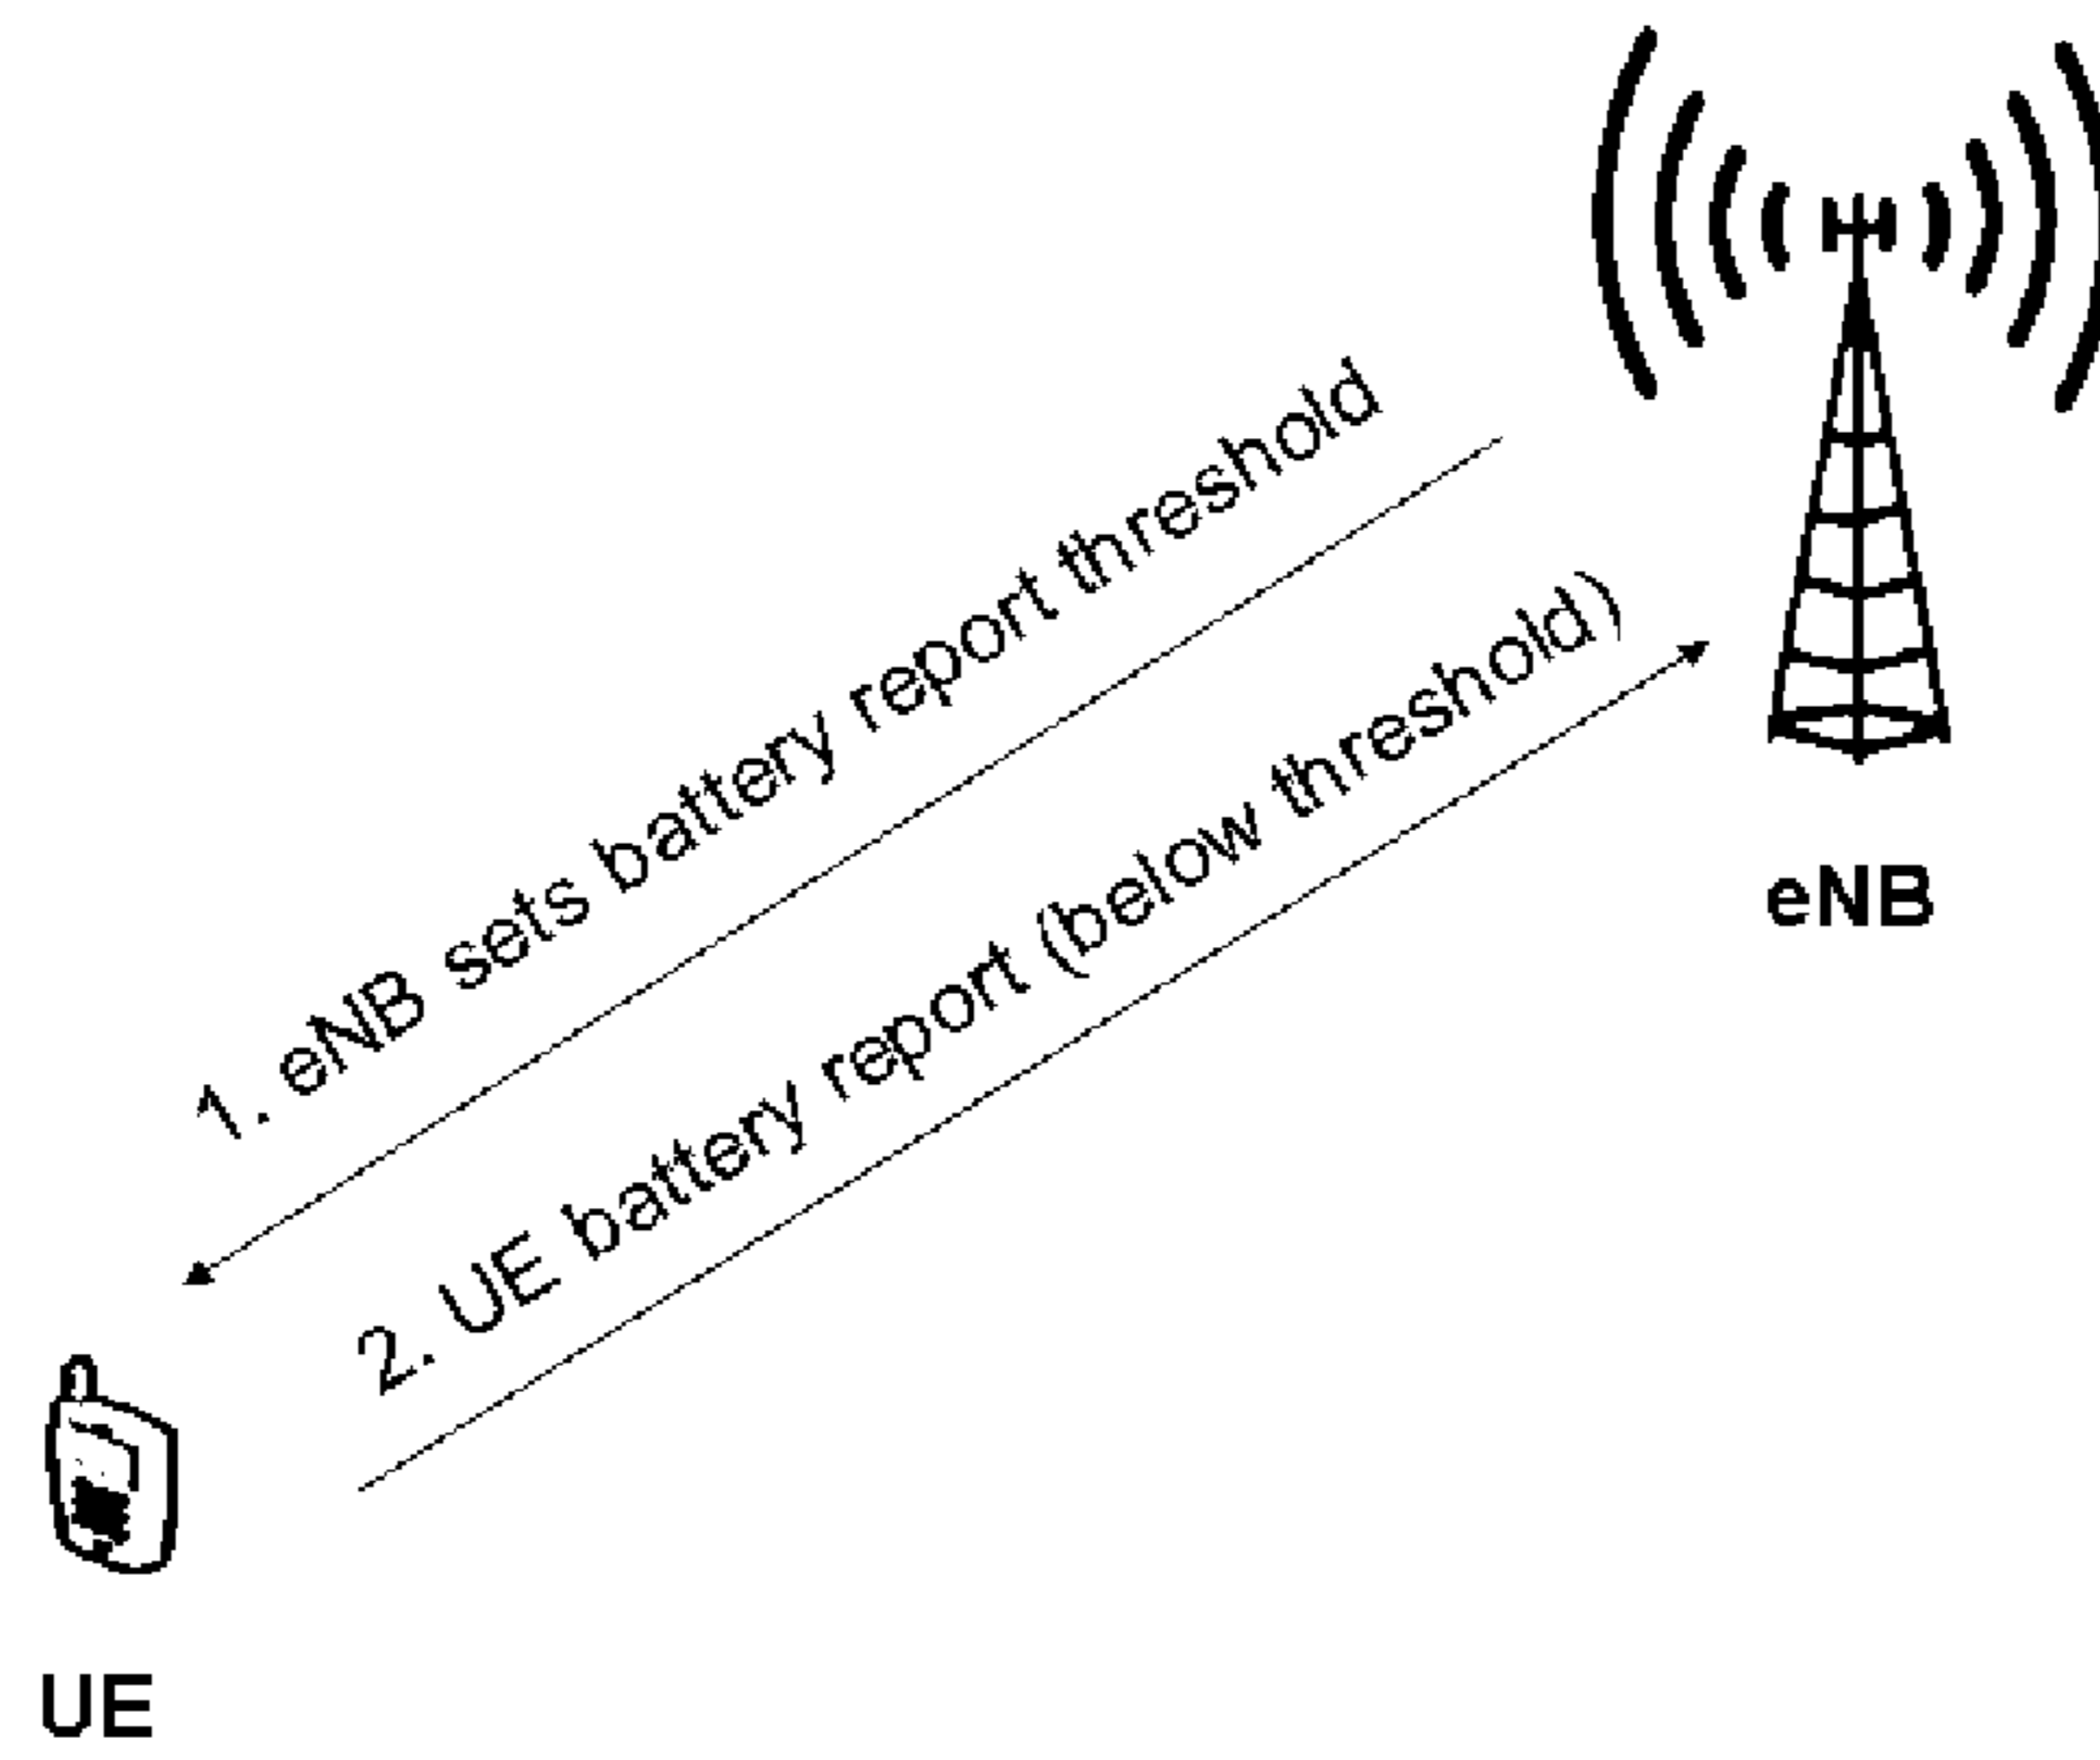 1. eNB sets battery report threshold
2. UE battery report (below threshold)
eNB
UE